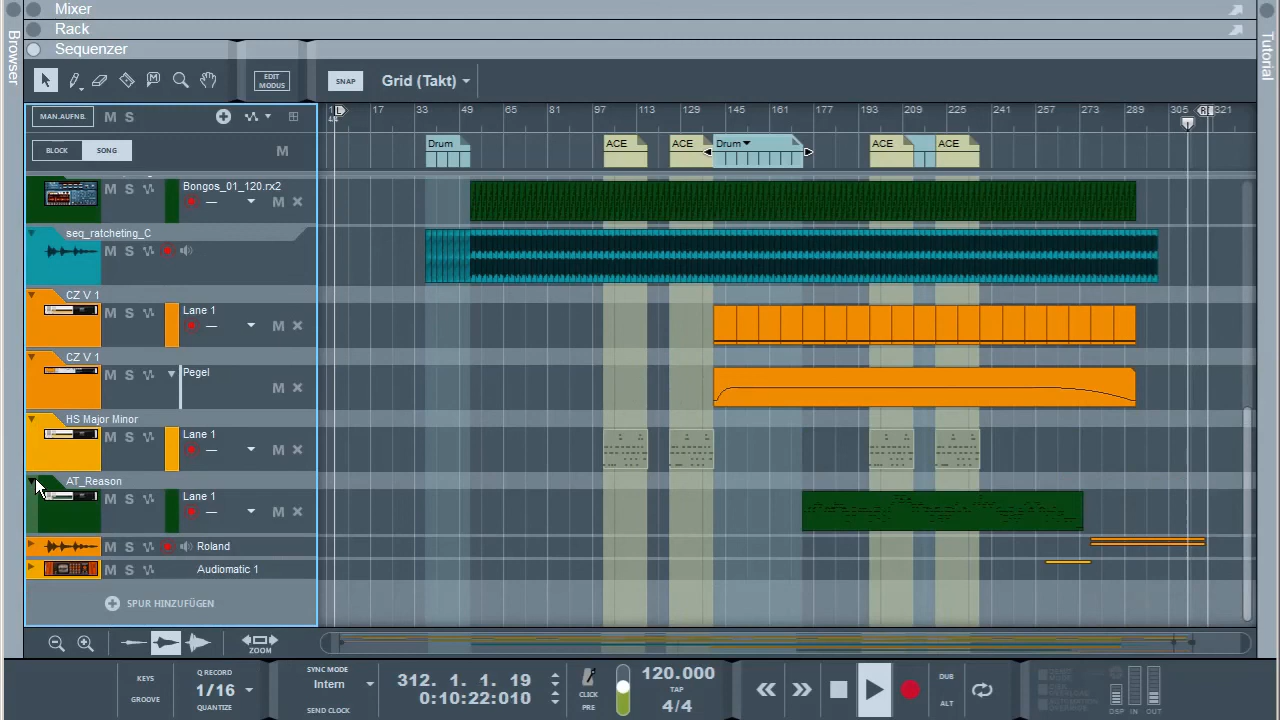 Mixer
Rack
Sequenzer
Browser
Tutorial
EDIT MODUS
SNAP
Grid (Takt)
MAN.AUFNB.
M S
L
17 33 49 65 81 97 113 129 145 161 177 193 209 225 241 257 273 289 305 321
4/4
BLOCK SONG
M
Drum ACE ACE Drum ACE ACE
Bongos_01_120.rx2
M S
— M
seq_ratcheting_C
M S
CZ V 1
Lane 1
M S
— M
CZ V 1
Pegel
M S
M
HS Major Minor
Lane 1
M S
— M
AT_Reason
Lane 1
M S
— M
M S Roland
M S Audiomatic 1
SPUR HINZUFÜGEN
ZOOM
KEYS
GROOVE
Q RECORD
1/16
QUANTIZE
SYNC MODE
Intern
SEND CLOCK
312. 1. 1. 19
0:10:22:010
CLICK
PRE
120.000
TAP
4/4
DUB
ALT
DSP IN OUT